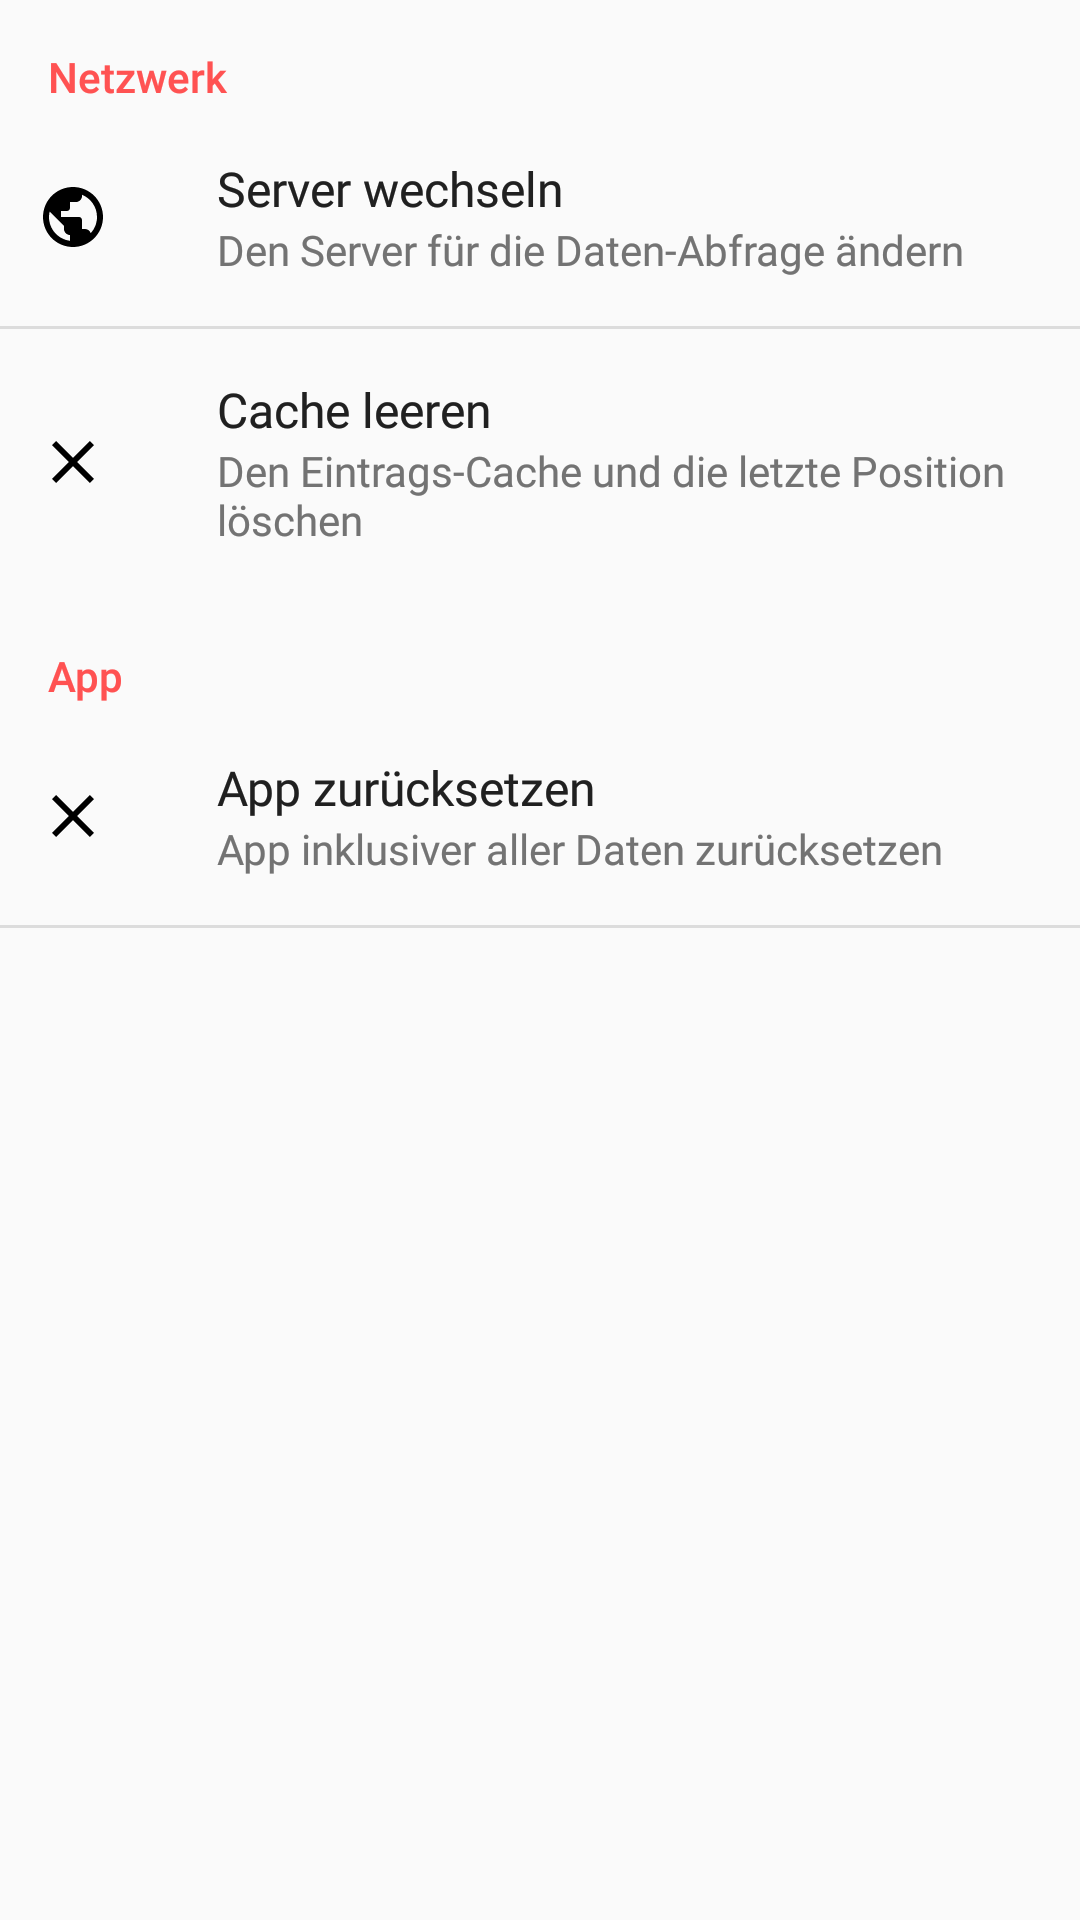 Netzwerk
Server wechseln
Den Server für die Daten-Abfrage ändern
Cache leeren
Den Eintrags-Cache und die letzte Position
löschen
App
App zurücksetzen
App inklusiver aller Daten zurücksetzen